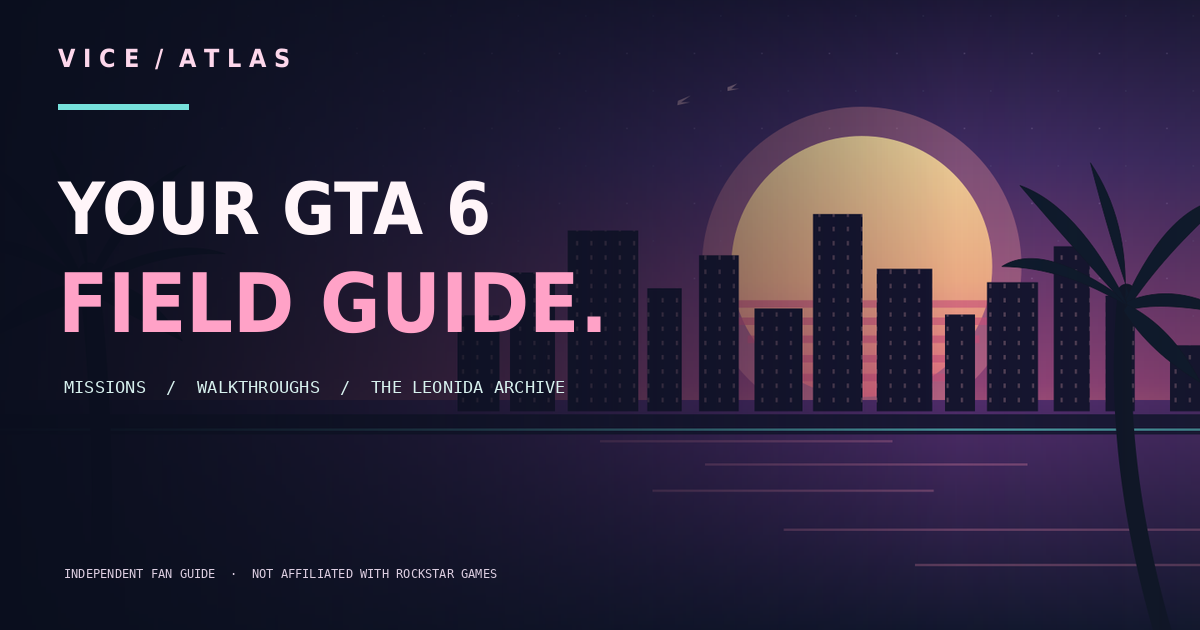 VICE / ATLAS
YOUR GTA 6
FIELD GUIDE.
MISSIONS / WALKTHROUGHS / THE LEONIDA ARCHIVE
INDEPENDENT FAN GUIDE · NOT AFFILIATED WITH ROCKSTAR GAMES